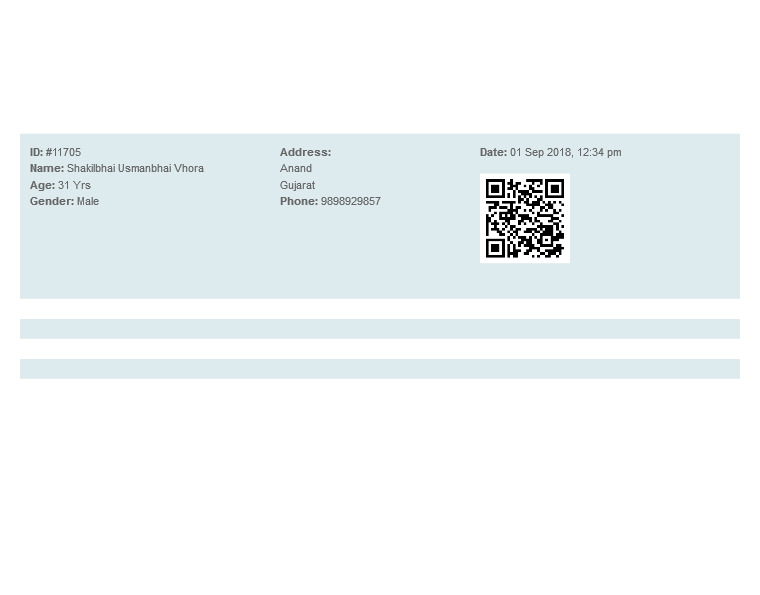 ID: #11705
Name: Shakilbhai Usmanbhai Vhora
Age: 31 Yrs
Gender: Male
Address:
Anand
Gujarat
Phone: 9898929857
Date: 01 Sep 2018, 12:34 pm